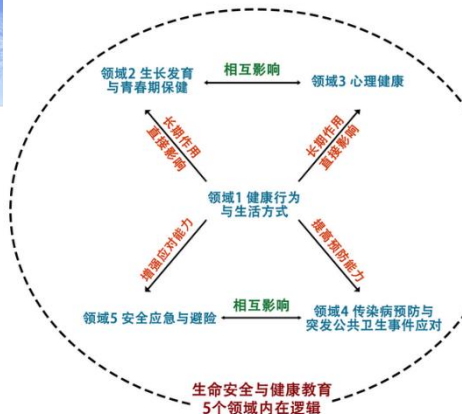 领域2 生长发育
与青春期保健
相互影响
领域3 心理健康
长期作用
直接影响
长期作用
直接影响
领域1 健康行为
与生活方式
增强应对能力
提高预防能力
领域5 安全应急与避险
相互影响
领域4 传染病预防与
突发公共卫生事件应对
生命安全与健康教育
5个领域内在逻辑